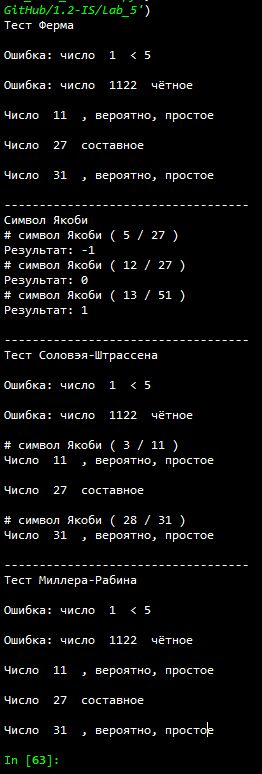 GitHub/1.2-IS/Lab_5')
Тест Ферма
Ошибка: число  1  < 5
Ошибка: число  1122  чётное
Число  11  , вероятно, простое
Число  27  составное
Число  31  , вероятно, простое
-----------------------------------
Символ Якоби
# символ Якоби ( 5 / 27 )
Результат: -1
# символ Якоби ( 12 / 27 )
Результат: 0
# символ Якоби ( 13 / 51 )
Результат: 1
-----------------------------------
Тест Соловэя-Штрассена
Ошибка: число  1  < 5
Ошибка: число  1122  чётное
# символ Якоби ( 3 / 11 )
Число  11  , вероятно, простое
Число  27  составное
# символ Якоби ( 28 / 31 )
Число  31  , вероятно, простое
-----------------------------------
Тест Миллера-Рабина
Ошибка: число  1  < 5
Ошибка: число  1122  чётное
Число  11  , вероятно, простое
Число  27  составное
Число  31  , вероятно, простое
In [63]: